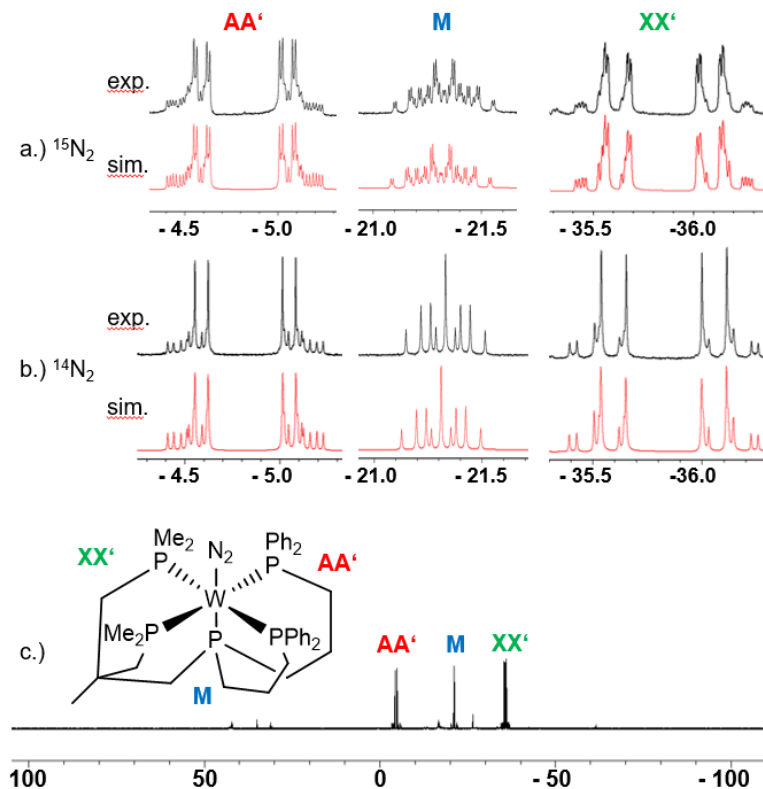 AA‘ M XX‘
exp.
a.) ¹⁵N₂
sim.
- 4.5 - 5.0 - 21.0 - 21.5 - 35.5 - 36.0
exp.
b.) ¹⁴N₂
sim.
- 4.5 - 5.0 - 21.0 - 21.5 - 35.5 - 36.0
Me₂ Ph₂
XX‘ P N₂ P AA‘
W
Me₂P P PPh₂
c.) AA‘ M XX‘
M
100 50 0 - 50 - 100